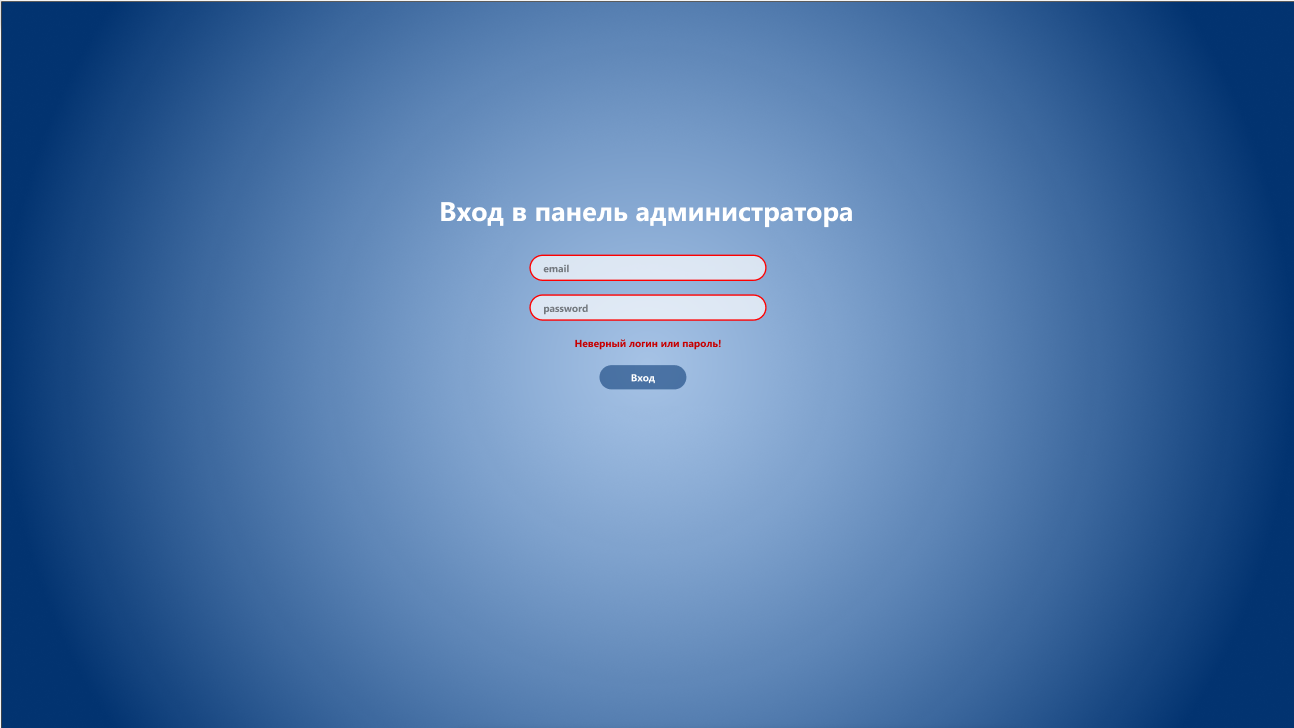 Вход в панель администратора
email
password
Неверный логин или пароль!
Вход